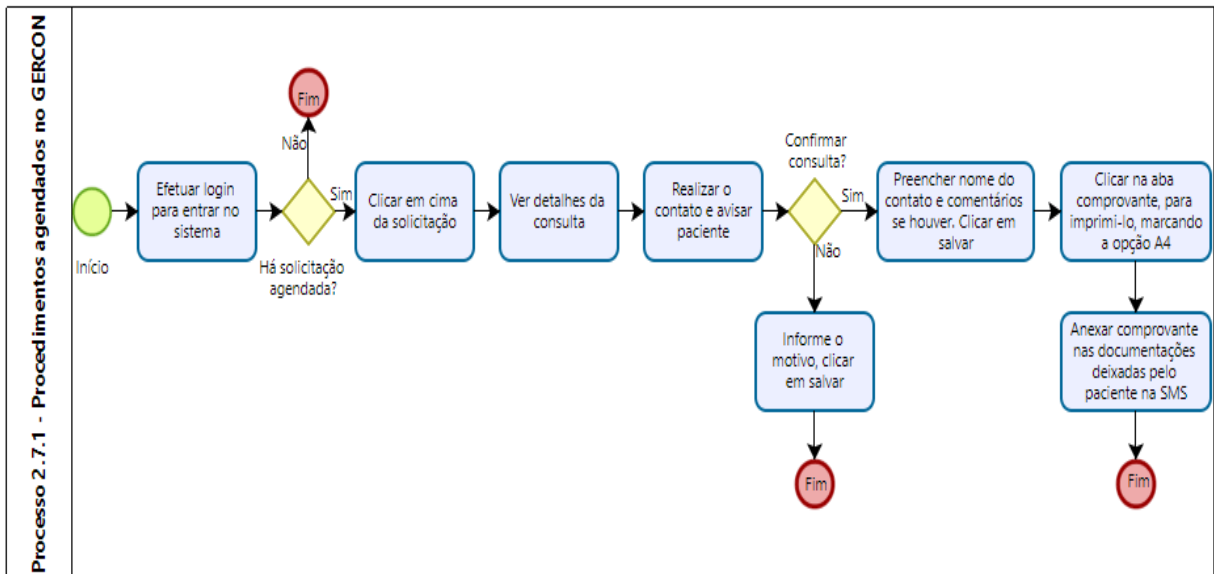 Processo 2.7.1 - Procedimentos agendados no GERCON
Início
Efetuar login
para entrar no
sistema
Há solicitação
agendada?
Não
Fim
Sim
Clicar em cima
da solicitação
Ver detalhes da
consulta
Realizar o
contato e avisar
paciente
Confirmar
consulta?
Não
Informe o
motivo, clicar
em salvar
Fim
Sim
Preencher nome do
contato e comentários
se houver. Clicar em
salvar
Clicar na aba
comprovante, para
imprimi-lo, marcando
a opção A4
Anexar comprovante
nas documentações
deixadas pelo
paciente na SMS
Fim